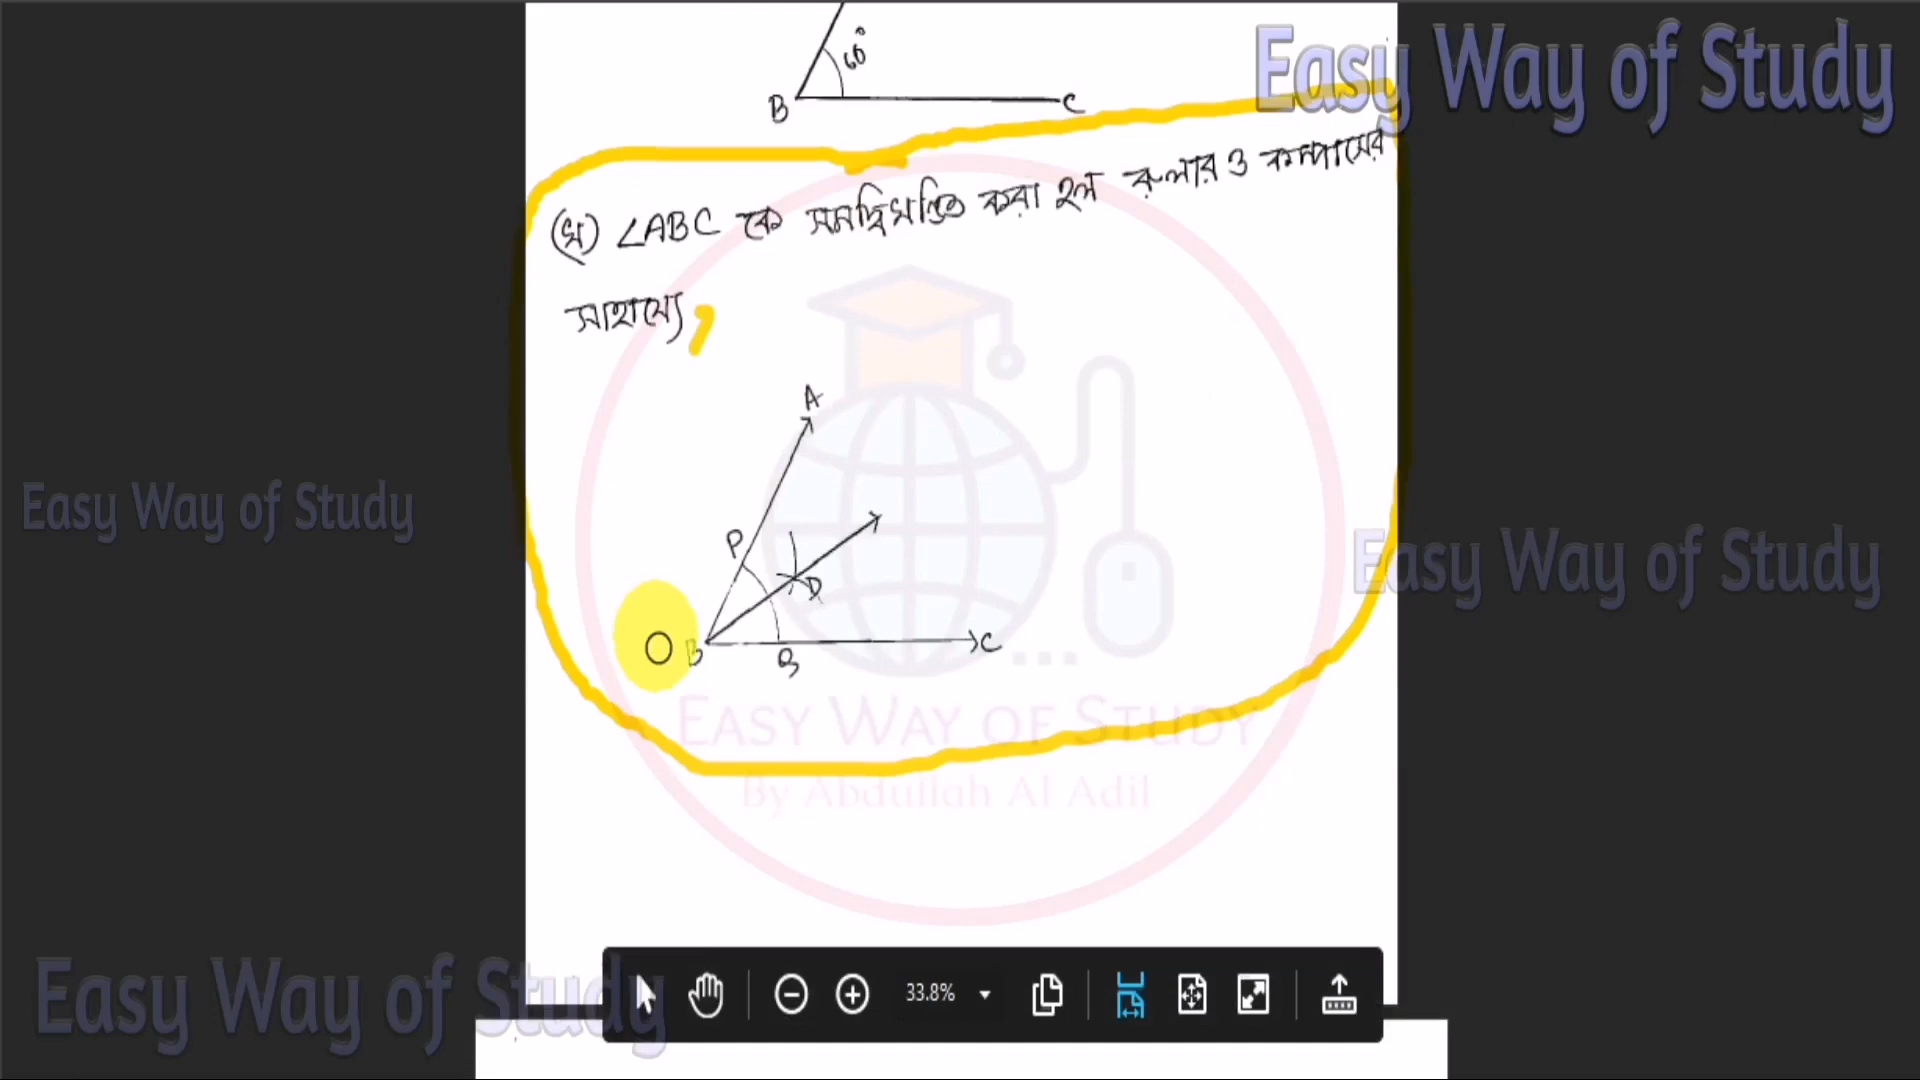 60°
B
C
Easy Way of Study
(খ) ∠ABC কে সমদ্বিখন্ডিত করা হল রুলার ও কম্পাসের
সাহায্যে,
A
Easy Way of Study
P
D
Easy Way of Study
B
C
Q
EASY WAY OF STUDY
By Abdullah Al Adil
Easy Way of Study
33.8%